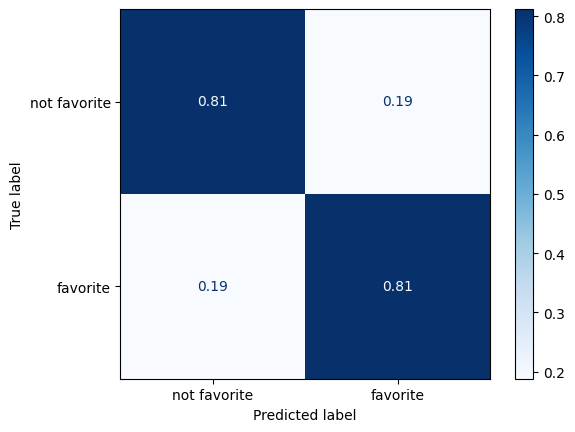 not favorite
favorite
True label
0.81
0.19
0.19
0.81
not favorite
favorite
Predicted label
0.8
0.7
0.6
0.5
0.4
0.3
0.2